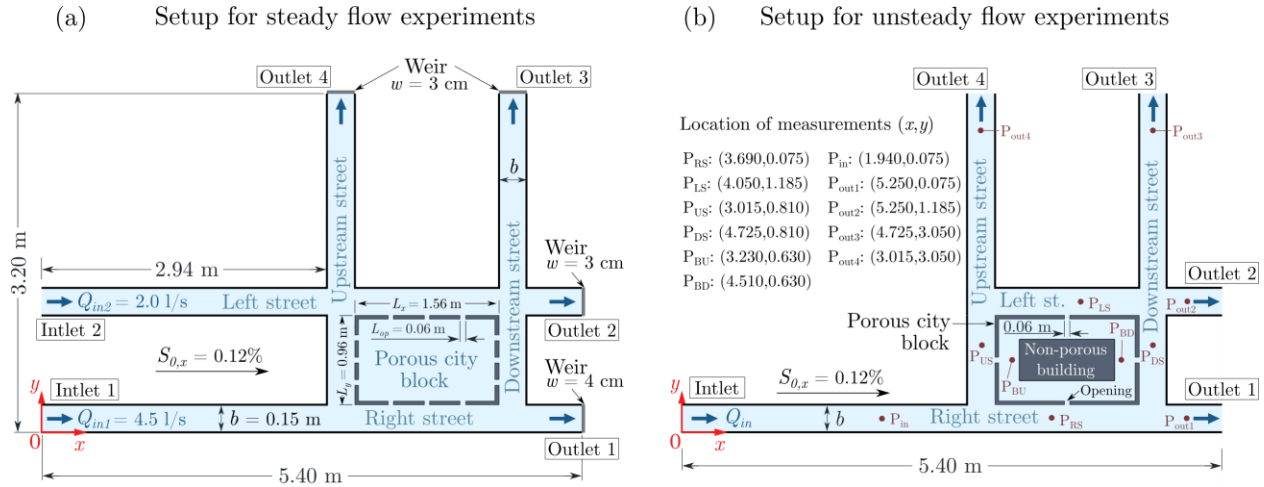 (a) Setup for steady flow experiments
Outlet 4
Weir
w = 3 cm
Outlet 3
3.20 m
2.94 m
Upstream street
b
Downstream street
Weir
w = 3 cm
Q_in2 = 2.0 l/s
Left street
L_x = 1.56 m
Intlet 2
Outlet 2
L_op = 0.06 m
L_y = 0.96 m
Porous city
block
S_0,x = 0.12%
Weir
w = 4 cm
y
Intlet 1
Q_in1 = 4.5 l/s
b = 0.15 m
Right street
0
x
Outlet 1
5.40 m
(b) Setup for unsteady flow experiments
Outlet 4
Outlet 3
Location of measurements (x,y)
P_out4
P_out3
P_RS: (3.690,0.075) P_in: (1.940,0.075)
P_LS: (4.050,1.185) P_out1: (5.250,0.075)
P_US: (3.015,0.810) P_out2: (5.250,1.185)
P_DS: (4.725,0.810) P_out3: (4.725,3.050)
P_BU: (3.230,0.630) P_out4: (3.015,3.050)
P_BD: (4.510,0.630)
Upstream street
Downstream street
Outlet 2
Left st.
P_LS
P_out2
Porous city
block
0.06 m
P_BD
P_US
Non-porous
building
P_DS
P_BU
Opening
S_0,x = 0.12%
y
Intlet
Outlet 1
Q_in
b
P_in
Right street
P_RS
P_out1
0
x
5.40 m